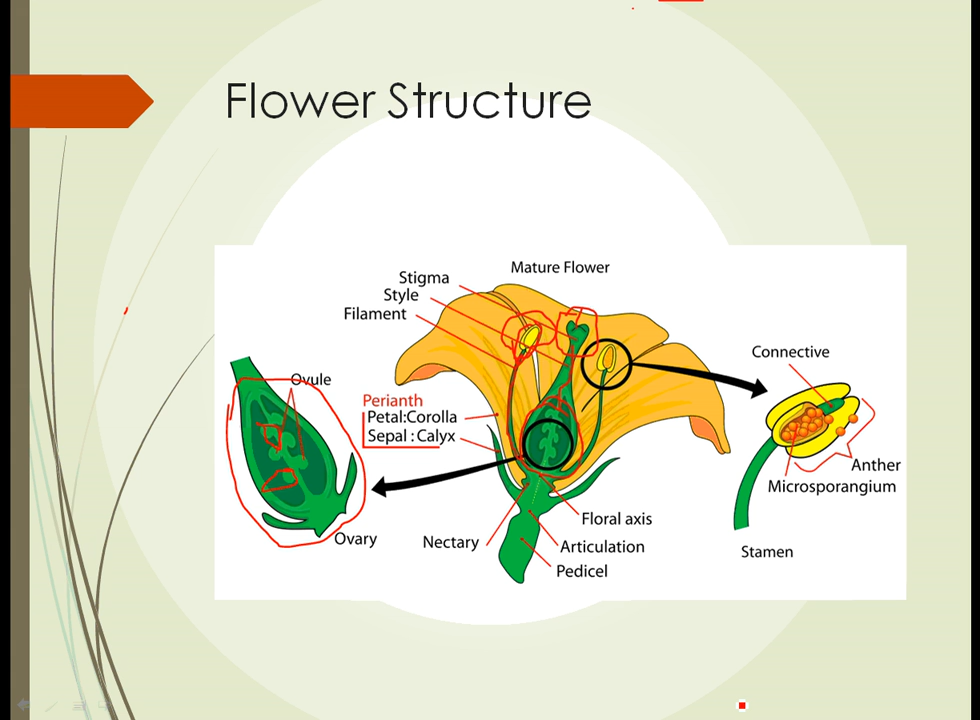 Flower Structure
Mature Flower
Stigma
Style
Filament
Ovule
Perianth
Petal:Corolla
Sepal :Calyx
Ovary
Nectary
Floral axis
Articulation
Pedicel
Connective
Anther
Microsporangium
Stamen